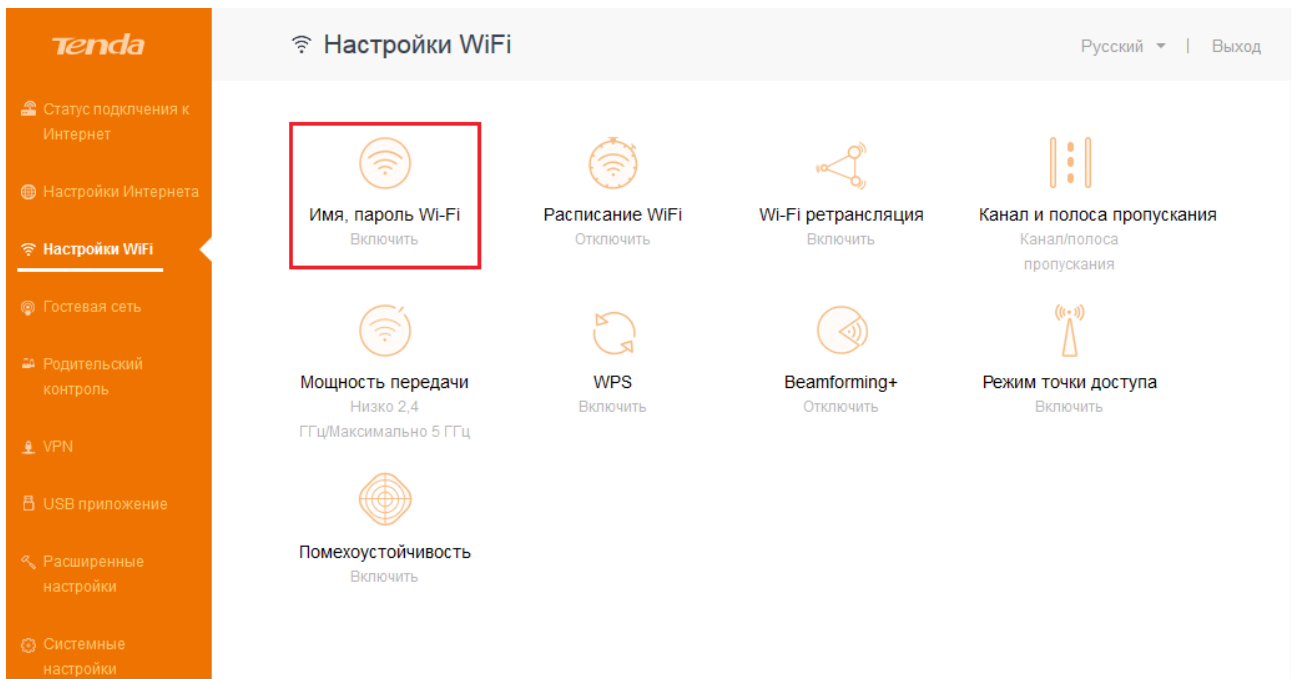 Tenda
Настройки WiFi
Русский | Выход
Статус подклчения к
Интернет
Настройки Интернета
Настройки WiFi
Гостевая сеть
Родительский
контроль
VPN
USB приложение
Расширенные
настройки
Системные
настройки
Имя, пароль Wi-Fi
Включить
Расписание WiFi
Отключить
Wi-Fi ретрансляция
Включить
Канал и полоса пропускания
Канал/полоса
пропускания
Мощность передачи
Низко 2,4
ГГц/Максимально 5 ГГц
WPS
Включить
Beamforming+
Отключить
Режим точки доступа
Включить
Помехоустойчивость
Включить